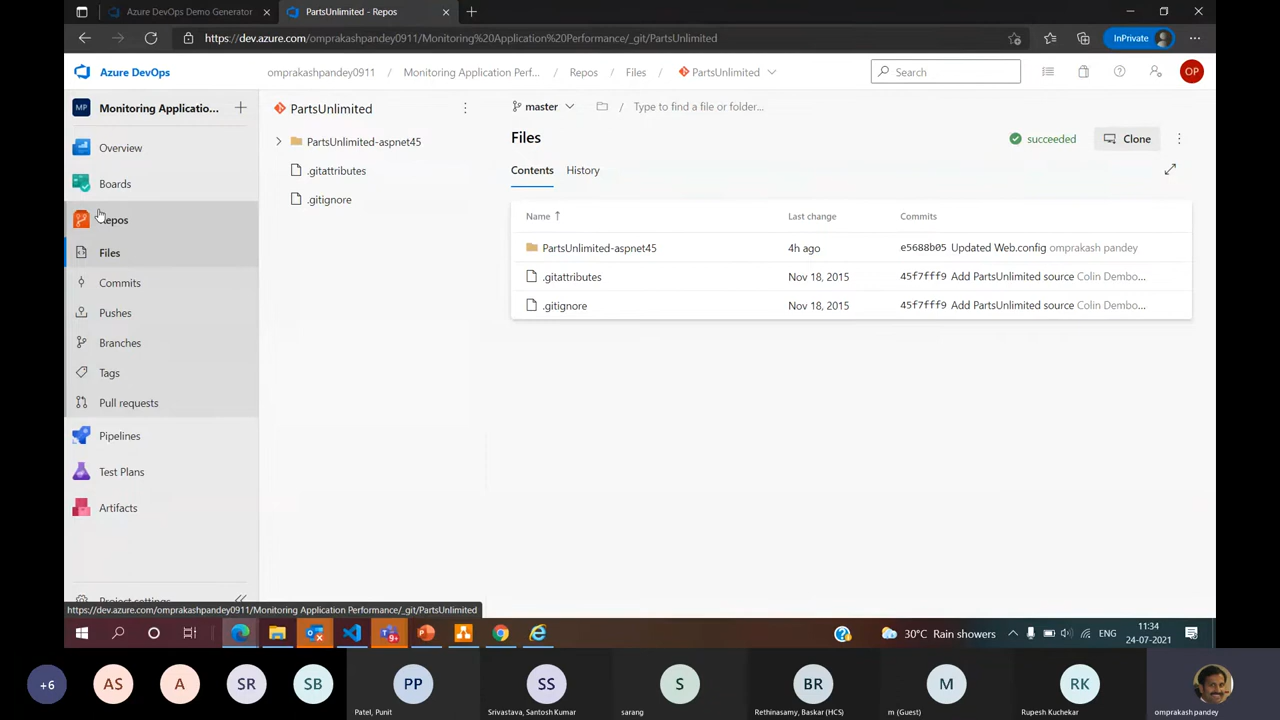 Azure DevOps Demo Generator
PartsUnlimited - Repos
https://dev.azure.com/omprakashpandey0911/Monitoring%20Application%20Performance/_git/PartsUnlimited
InPrivate
Azure DevOps
omprakashpandey0911 / Monitoring Application Perf... / Repos / Files / PartsUnlimited
Search
OP
MP
Monitoring Applicatio...
Overview
Boards
Repos
Files
Commits
Pushes
Branches
Tags
Pull requests
Pipelines
Test Plans
Artifacts
Project settings
PartsUnlimited
PartsUnlimited-aspnet45
.gitattributes
.gitignore
master
/ Type to find a file or folder...
Files
succeeded
Clone
Contents
History
Name
Last change
Commits
PartsUnlimited-aspnet45
4h ago
e5688b05 Updated Web.config omprakash pandey
.gitattributes
Nov 18, 2015
45f7fff9 Add PartsUnlimited source Colin Dembo...
.gitignore
Nov 18, 2015
45f7fff9 Add PartsUnlimited source Colin Dembo...
https://dev.azure.com/omprakashpandey0911/Monitoring Application Performance/_git/PartsUnlimited
9+
30°C Rain showers
ENG
11:34
24-07-2021
+6
AS
A
SR
SB
PP
Patel, Punit
SS
Srivastava, Santosh Kumar
S
sarang
BR
Rethinasamy, Baskar (HCS)
M
m (Guest)
RK
Rupesh Kuchekar
omprakash pandey